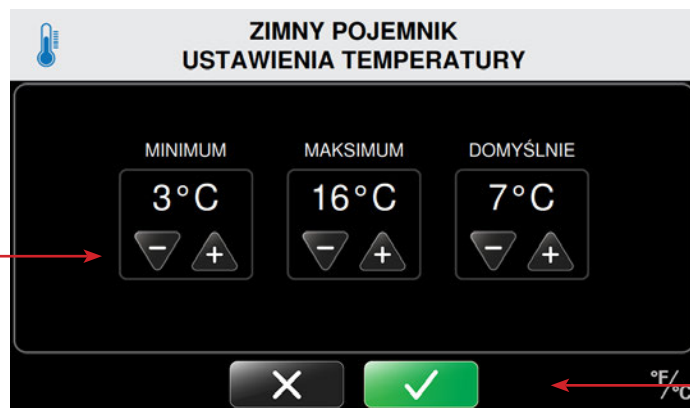 ZIMNY POJEMNIK
USTAWIENIA TEMPERATURY
MINIMUM MAKSIMUM DOMYŚLNIE
3°C 16°C 7°C
- + - + - +
°F/
/°C